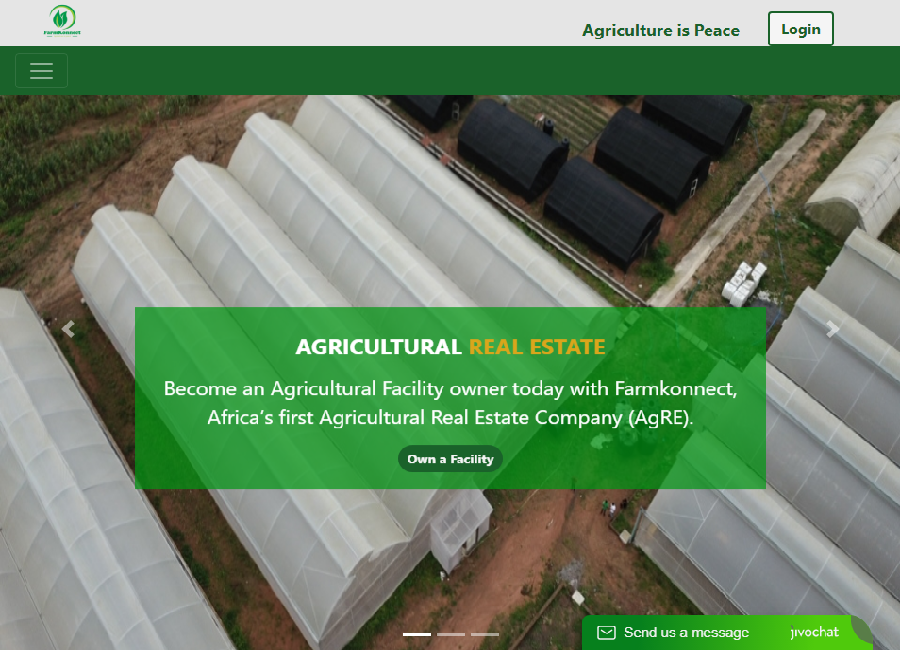 FarmKonnect
Agriculture is Peace
Login
AGRICULTURAL REAL ESTATE
Become an Agricultural Facility owner today with Farmkonnect,
Africa's first Agricultural Real Estate Company (AgRE).
Own a Facility
Send us a message
jivochat